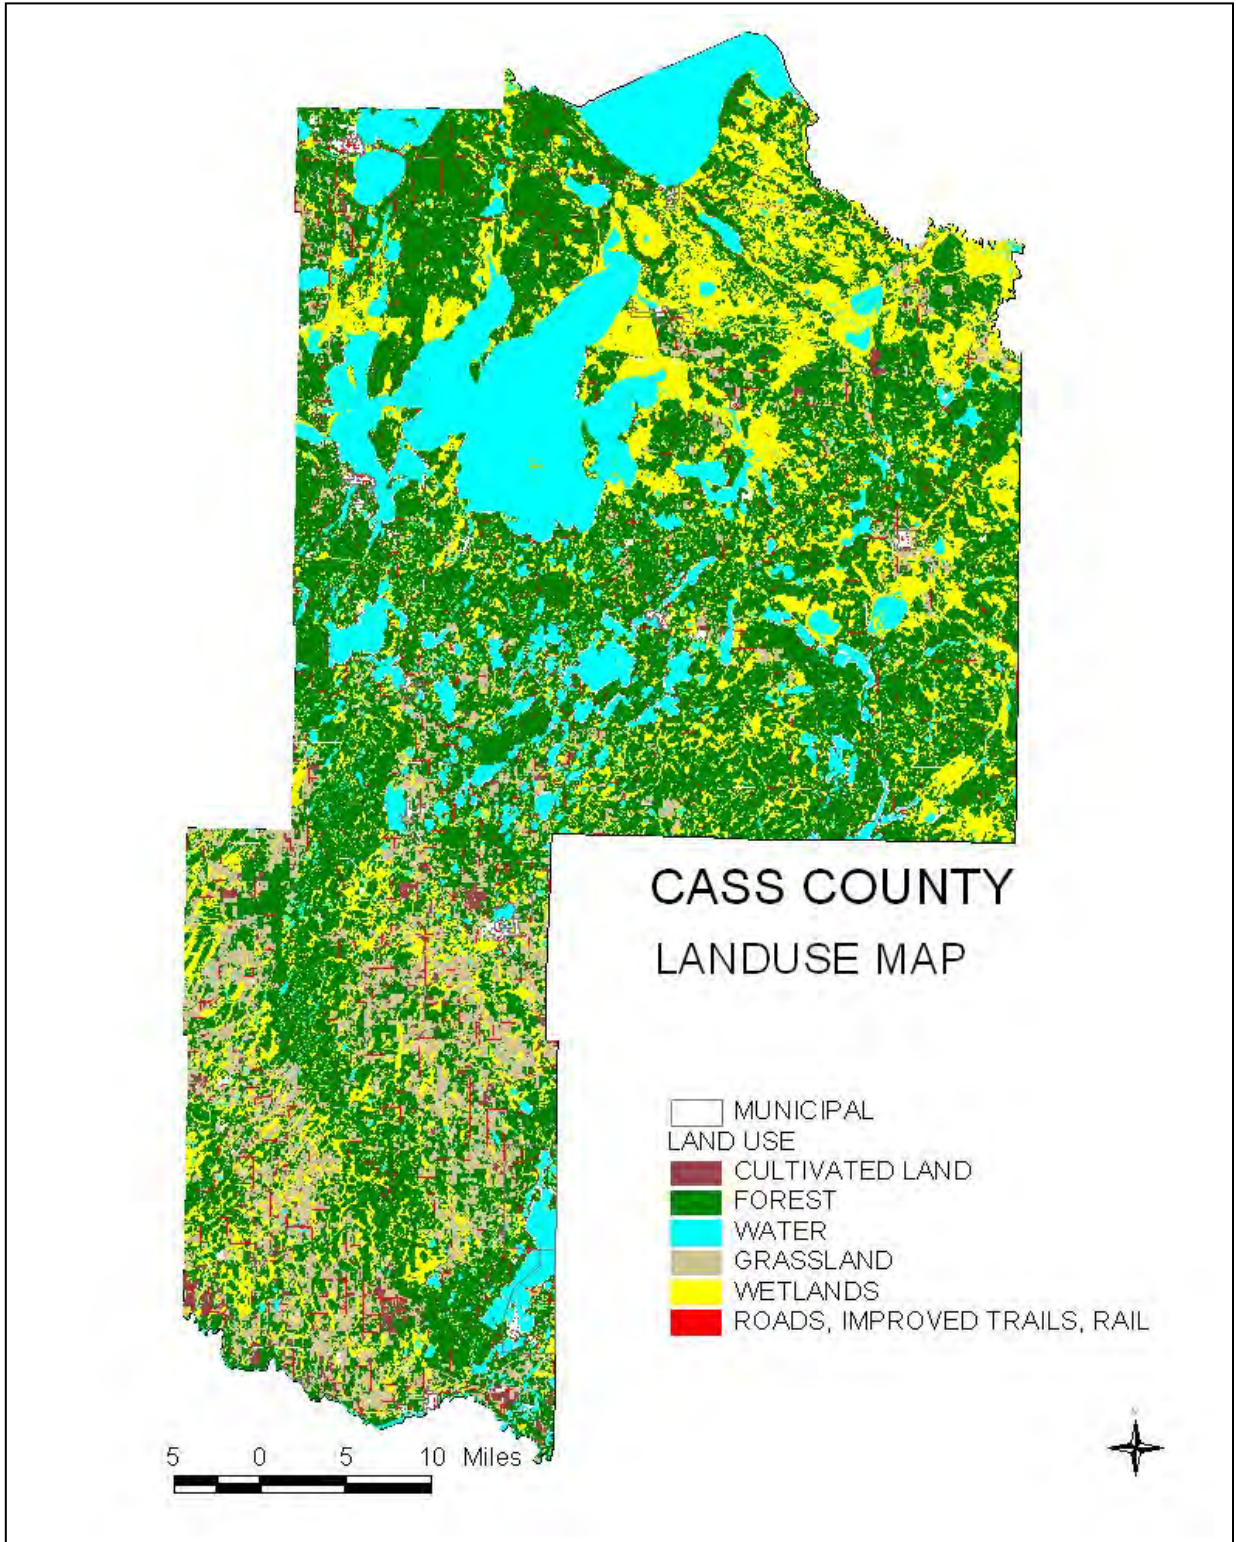 CASS COUNTY
LANDUSE MAP
MUNICIPAL
LAND USE
CULTIVATED LAND
FOREST
WATER
GRASSLAND
WETLANDS
ROADS, IMPROVED TRAILS, RAIL
5 0 5 10 Miles